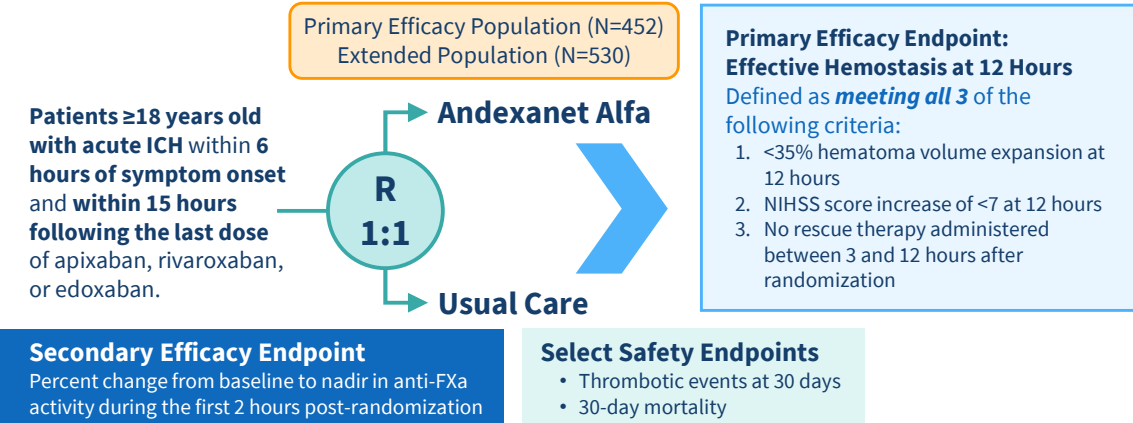 Primary Efficacy Population (N=452)
Extended Population (N=530)
Patients ≥18 years old
with acute ICH within 6
hours of symptom onset
and within 15 hours
following the last dose
of apixaban, rivaroxaban,
or edoxaban.
R
1:1
Andexanet Alfa
Usual Care
Primary Efficacy Endpoint:
Effective Hemostasis at 12 Hours
Defined as meeting all 3 of the
following criteria:
1. <35% hematoma volume expansion at
12 hours
2. NIHSS score increase of <7 at 12 hours
3. No rescue therapy administered
between 3 and 12 hours after
randomization
Secondary Efficacy Endpoint
Percent change from baseline to nadir in anti-FXa
activity during the first 2 hours post-randomization
Select Safety Endpoints
• Thrombotic events at 30 days
• 30-day mortality